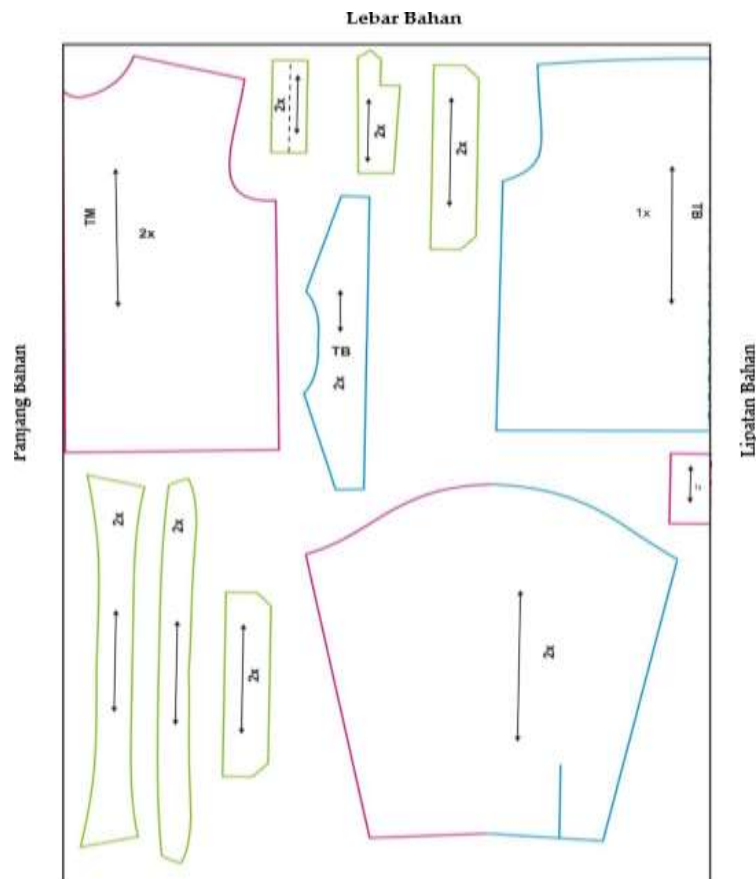 Lebar Bahan
2x
2x
2x
TM
2x
1x
TB
TB
2x
Panjang Bahan
Lipatan Bahan
2x
2x
2x
2x